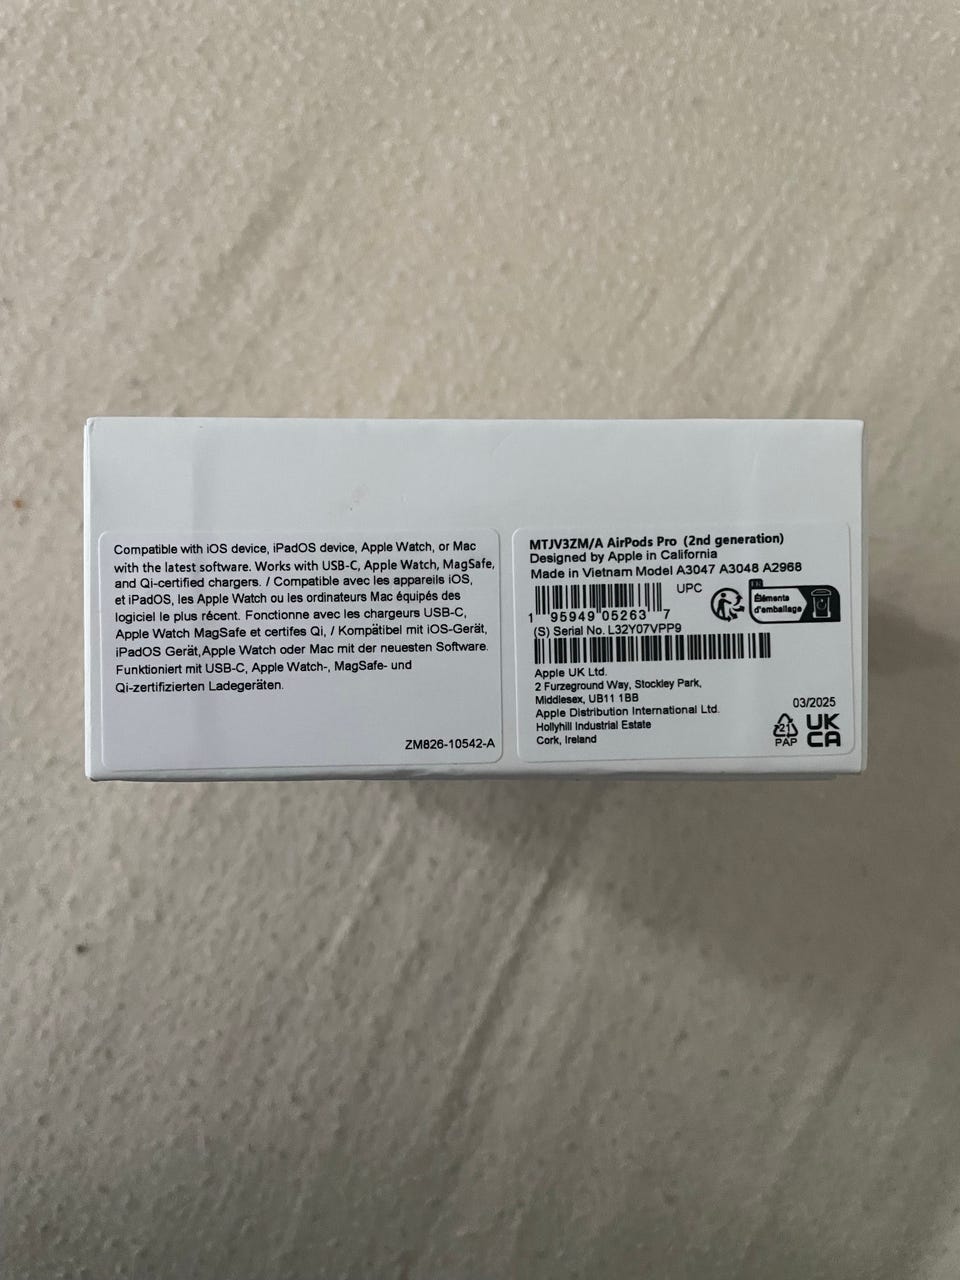 Compatible with iOS device, iPadOS device, Apple Watch, or Mac
with the latest software. Works with USB-C, Apple Watch, MagSafe,
and Qi-certified chargers. / Compatible avec les appareils iOS,
et iPadOS, les Apple Watch ou les ordinateurs Mac équipés des
logiciel le plus récent. Fonctionne avec les chargeurs USB-C,
Apple Watch MagSafe et certifes Qi, / Kompätibel mit iOS-Gerät,
iPadOS Gerät,Apple Watch oder Mac mit der neuesten Software.
Funktioniert mit USB-C, Apple Watch-, MagSafe- und
Qi-zertifizierten Ladegeräten.
ZM826-10542-A
MTJV3ZM/A AirPods Pro (2nd generation)
Designed by Apple in California
Made in Vietnam Model A3047 A3048 A2968
UPC
1 95949 05263 7
Éléments
d'emballage
(S) Serial No. L32Y07VPP9
Apple UK Ltd.
2 Furzeground Way, Stockley Park,
Middlesex, UB11 1BB
Apple Distribution International Ltd.
Hollyhill Industrial Estate
Cork, Ireland
03/2025
21
PAP
UK
CA